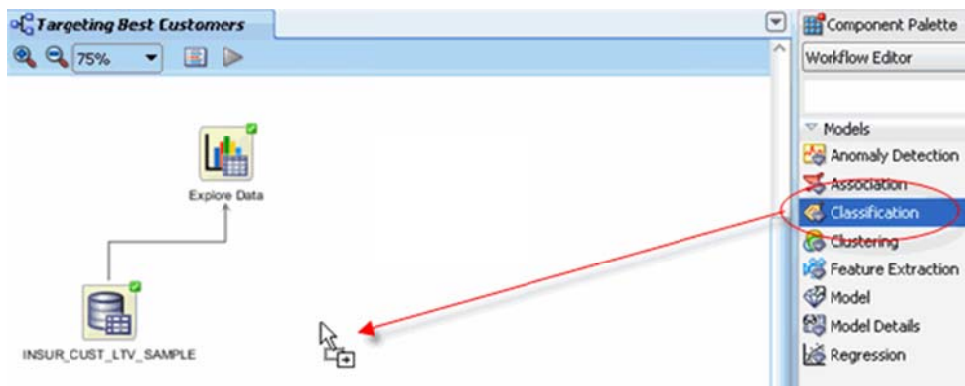 Targeting Best Customers
75%
Explore Data
INSUR_CUST_LTV_SAMPLE
Component Palette
Workflow Editor
Models
Anomaly Detection
Association
Classification
Clustering
Feature Extraction
Model
Model Details
Regression